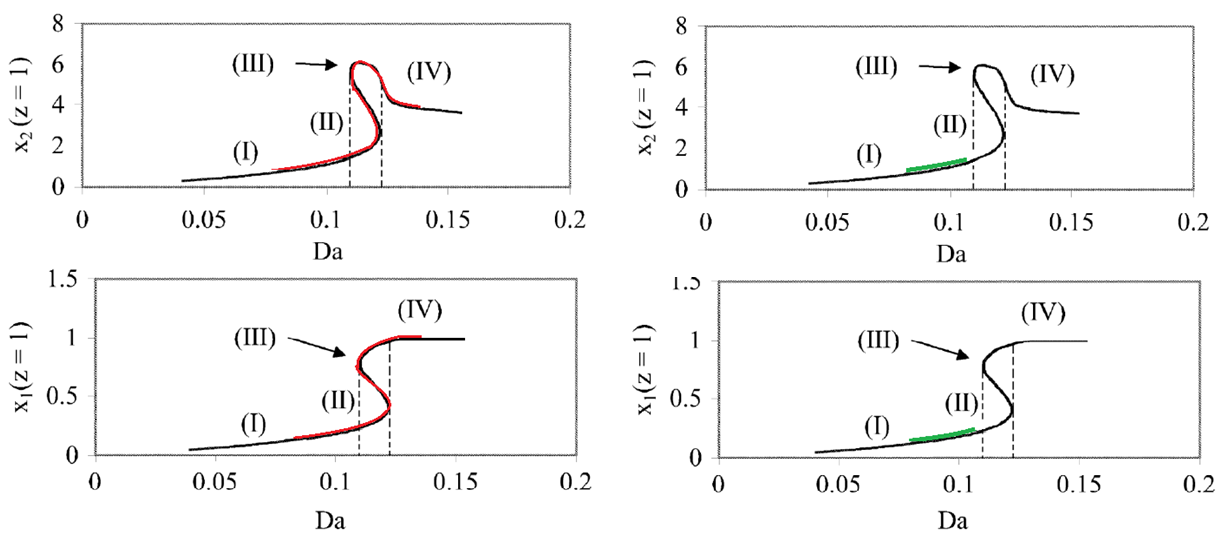 8
6
4
2
0
x2 (z = 1)
(III)
(IV)
(II)
(I)
0 0.05 0.1 0.15 0.2
Da
8
6
4
2
0
x2 (z = 1)
(III)
(IV)
(II)
(I)
0 0.05 0.1 0.15 0.2
Da
1.5
1
0.5
0
x1(z = 1)
(IV)
(III)
(II)
(I)
0 0.05 0.1 0.15 0.2
Da
1.5
1
0.5
0
x1(z = 1)
(IV)
(III)
(II)
(I)
0 0.05 0.1 0.15 0.2
Da